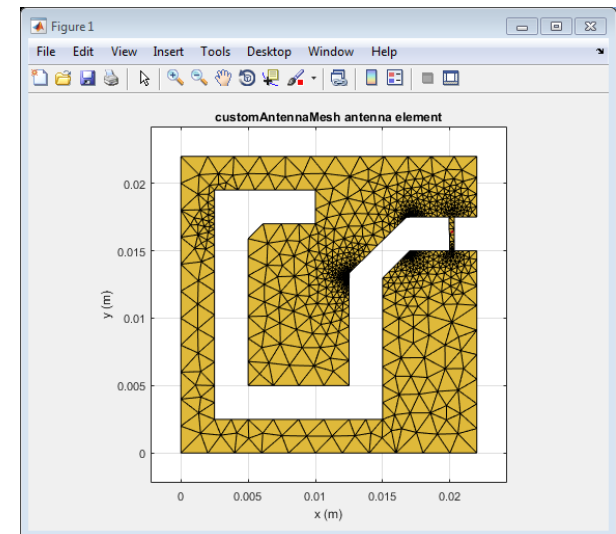 Figure 1
File Edit View Insert Tools Desktop Window Help
customAntennaMesh antenna element
0.02
0.015
0.01
0.005
0
y (m)
0 0.005 0.01 0.015 0.02
x (m)